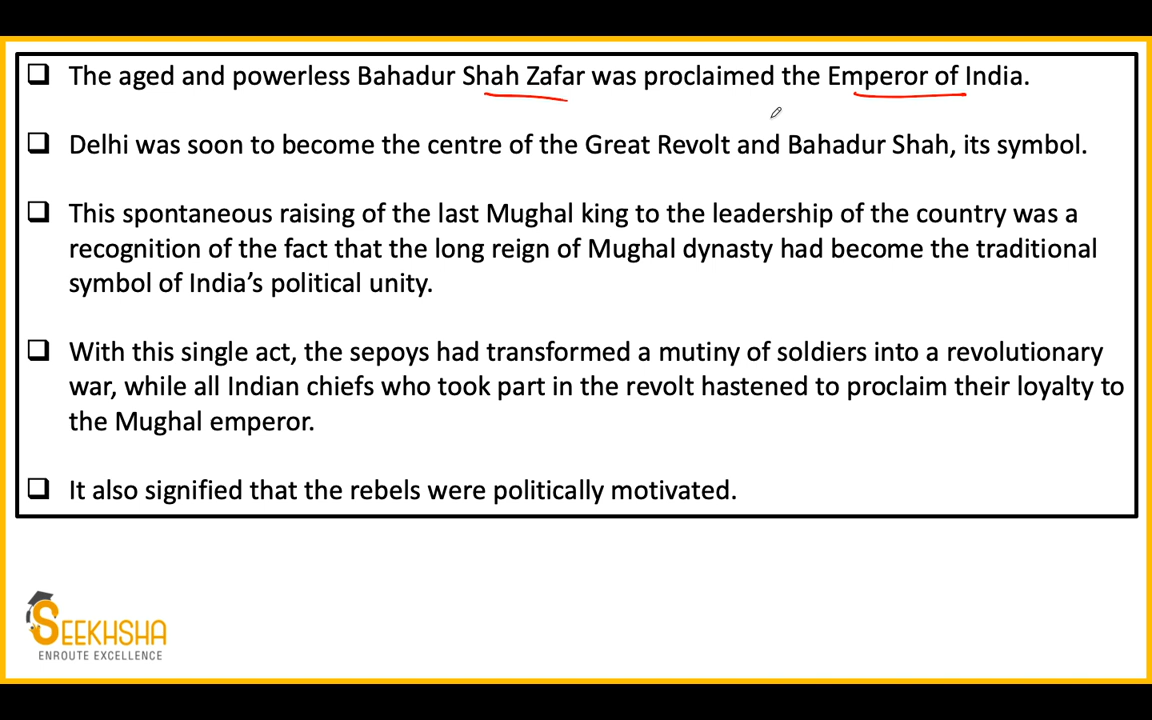 The aged and powerless Bahadur Shah Zafar was proclaimed the Emperor of India.
Delhi was soon to become the centre of the Great Revolt and Bahadur Shah, its symbol.
This spontaneous raising of the last Mughal king to the leadership of the country was a
recognition of the fact that the long reign of Mughal dynasty had become the traditional
symbol of India’s political unity.
With this single act, the sepoys had transformed a mutiny of soldiers into a revolutionary
war, while all Indian chiefs who took part in the revolt hastened to proclaim their loyalty to
the Mughal emperor.
It also signified that the rebels were politically motivated.
SEEKHSHA
ENROUTE EXCELLENCE